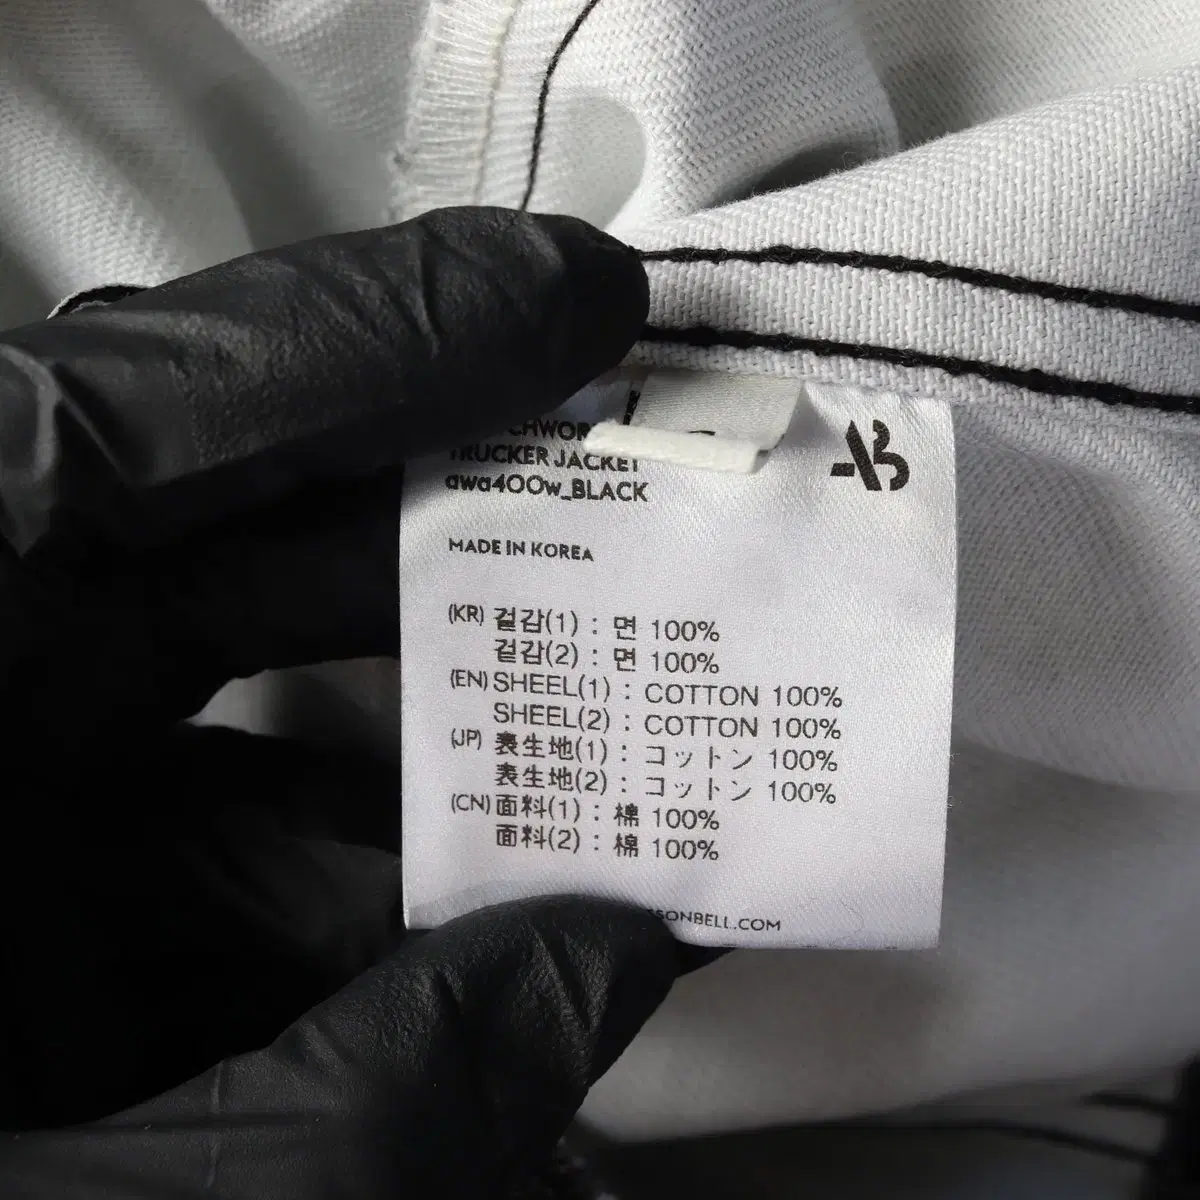 TRUCKER JACKET
awa400w_BLACK
AB
MADE IN KOREA
(KR) 겉감(1) : 면 100%
겉감(2) : 면 100%
(EN) SHEEL(1) : COTTON 100%
SHEEL(2) : COTTON 100%
(JP) 表生地(1) : コットン 100%
表生地(2) : コットン 100%
(CN) 面料(1) : 棉 100%
面料(2) : 棉 100%
SONBELL.COM